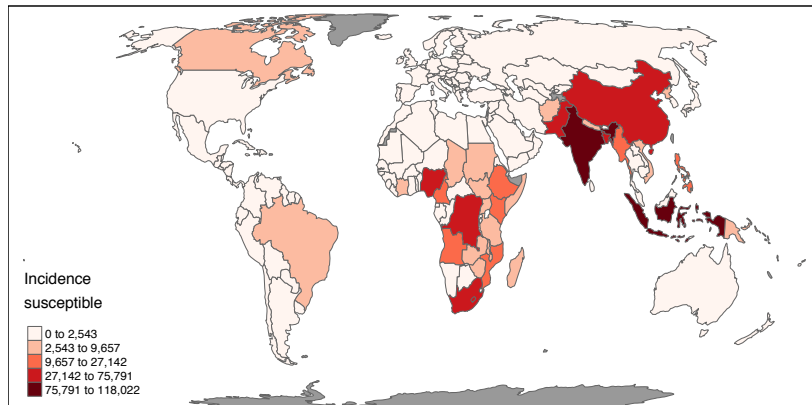 Incidence
susceptible
0 to 2,543
2,543 to 9,657
9,657 to 27,142
27,142 to 75,791
75,791 to 118,022